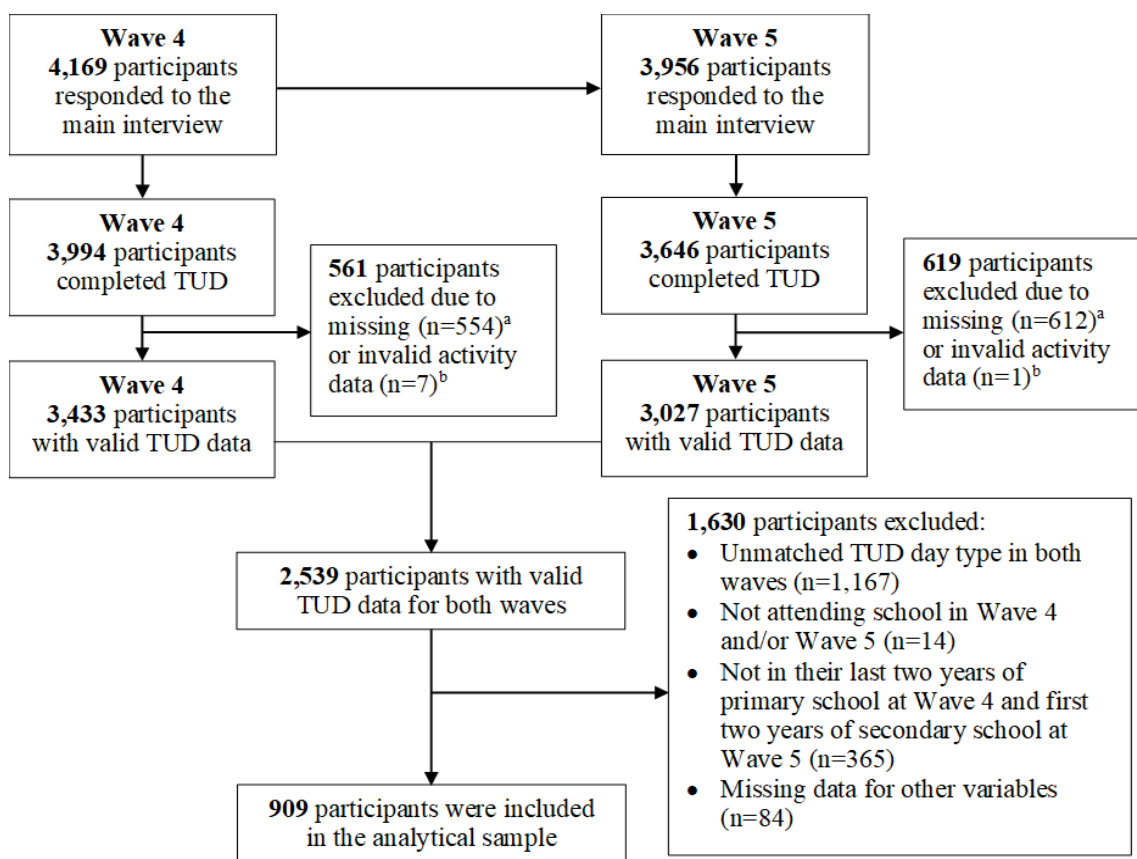 Wave 4
4,169 participants
responded to the
main interview
Wave 5
3,956 participants
responded to the
main interview
Wave 4
3,994 participants
completed TUD
561 participants
excluded due to
missing (n=554)ᵃ
or invalid activity
data (n=7)ᵇ
Wave 5
3,646 participants
completed TUD
619 participants
excluded due to
missing (n=612)ᵃ
or invalid activity
data (n=1)ᵇ
Wave 4
3,433 participants
with valid TUD data
Wave 5
3,027 participants
with valid TUD data
2,539 participants with valid
TUD data for both waves
1,630 participants excluded:
• Unmatched TUD day type in both
waves (n=1,167)
• Not attending school in Wave 4
and/or Wave 5 (n=14)
• Not in their last two years of
primary school at Wave 4 and first
two years of secondary school at
Wave 5 (n=365)
• Missing data for other variables
(n=84)
909 participants were included
in the analytical sample